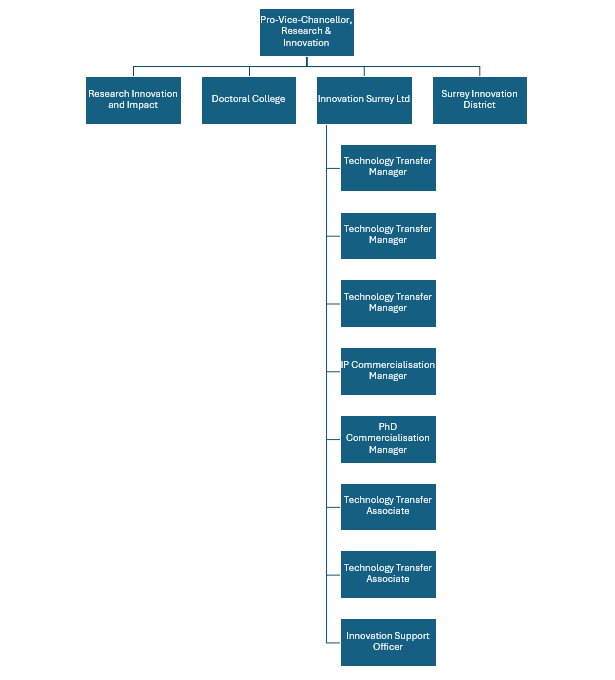 Pro-Vice-Chancellor,
Research &
Innovation
Research Innovation
and Impact
Doctoral College
Innovation Surrey Ltd
Surrey Innovation
District
Technology Transfer
Manager
Technology Transfer
Manager
Technology Transfer
Manager
IP Commercialisation
Manager
PhD
Commercialisation
Manager
Technology Transfer
Associate
Technology Transfer
Associate
Innovation Support
Officer